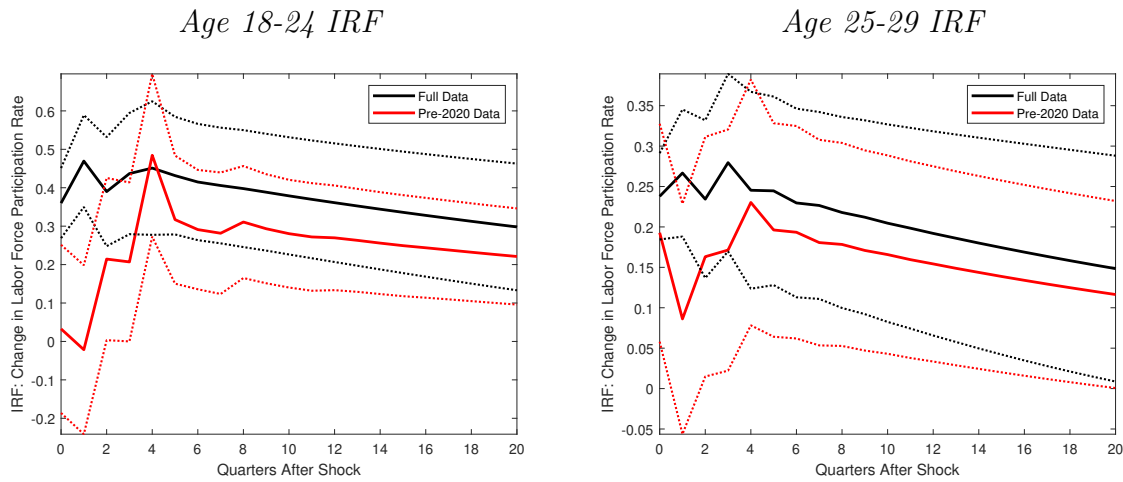 Age 18-24 IRF
IRF: Change in Labor Force Participation Rate
0.6
0.5
0.4
0.3
0.2
0.1
0
-0.1
-0.2
Full Data
Pre-2020 Data
0 2 4 6 8 10 12 14 16 18 20
Quarters After Shock
Age 25-29 IRF
IRF: Change in Labor Force Participation Rate
0.35
0.3
0.25
0.2
0.15
0.1
0.05
0
-0.05
Full Data
Pre-2020 Data
0 2 4 6 8 10 12 14 16 18 20
Quarters After Shock